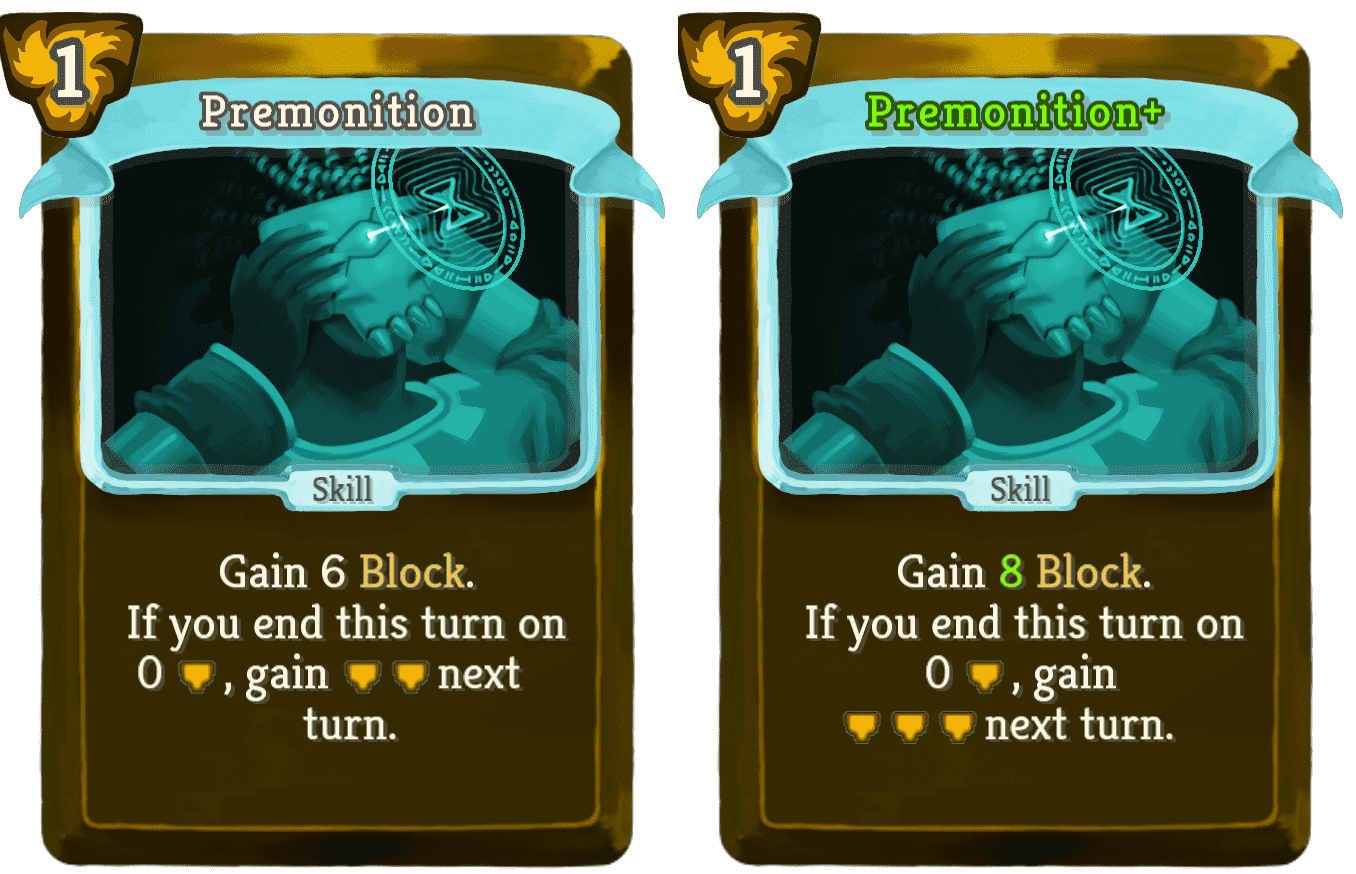 1
Premonition
Skill
Gain 6 Block.
If you end this turn on
0 , gain next
turn.
1
Premonition+
Skill
Gain 8 Block.
If you end this turn on
0 , gain
next turn.